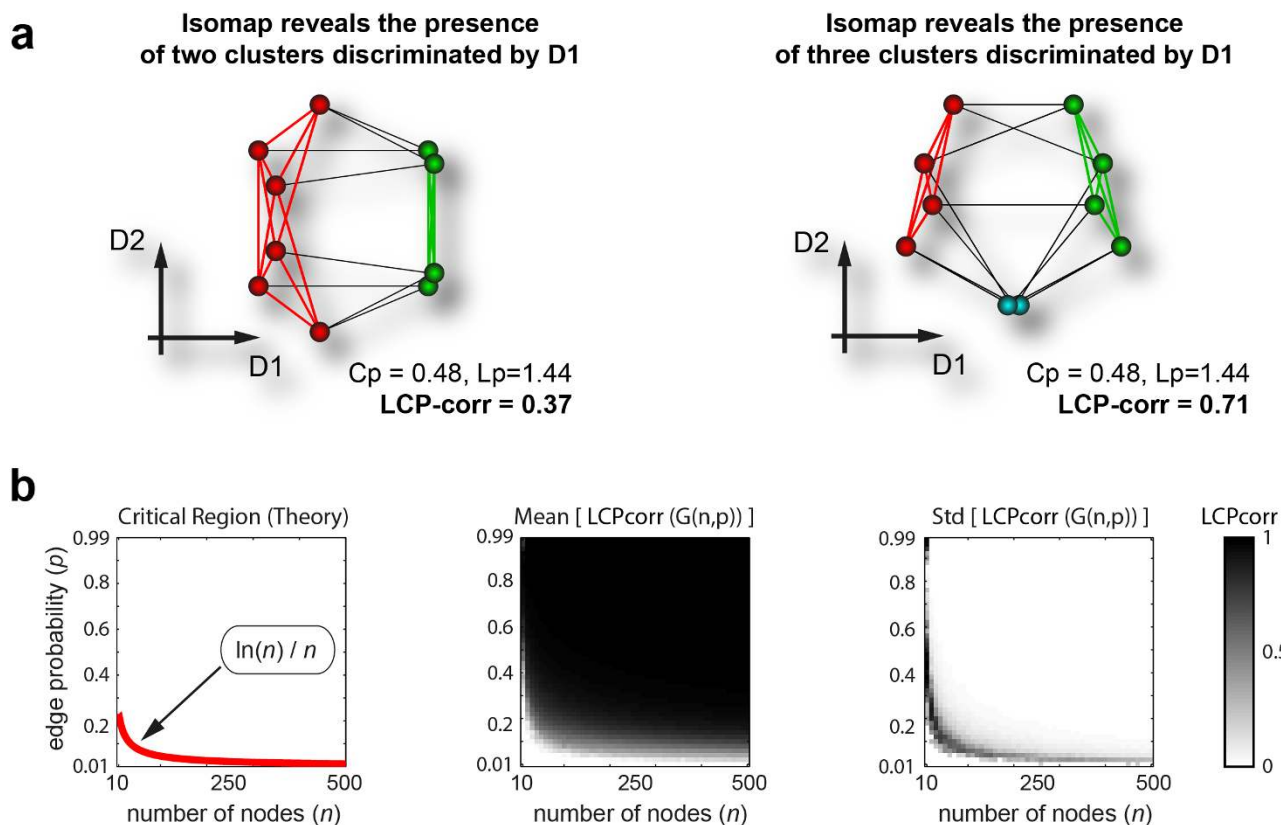 a
Isomap reveals the presence
of two clusters discriminated by D1
D2
D1
Cp = 0.48, Lp=1.44
LCP-corr = 0.37
Isomap reveals the presence
of three clusters discriminated by D1
D2
D1
Cp = 0.48, Lp=1.44
LCP-corr = 0.71
b
Critical Region (Theory)
edge probability (p)
0.99
0.8
0.6
0.4
0.2
0.01
ln(n) / n
10 250 500
number of nodes (n)
Mean [ LCPcorr (G(n,p)) ]
0.99
0.8
0.6
0.4
0.2
0.01
10 250 500
number of nodes (n)
Std [ LCPcorr (G(n,p)) ]
0.99
0.8
0.6
0.4
0.2
0.01
10 250 500
number of nodes (n)
LCPcorr
1
0.5
0